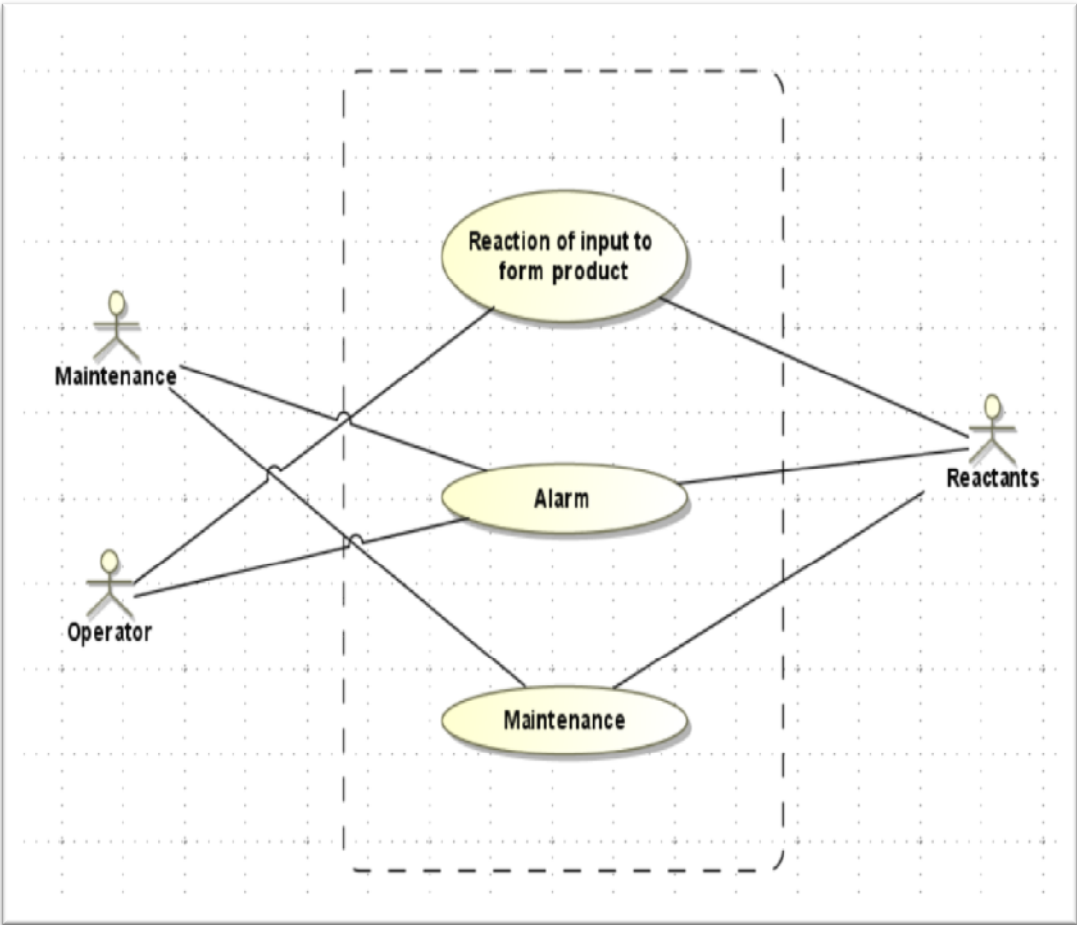 Reaction of input to
form product
Maintenance
Reactants
Alarm
Operator
Maintenance